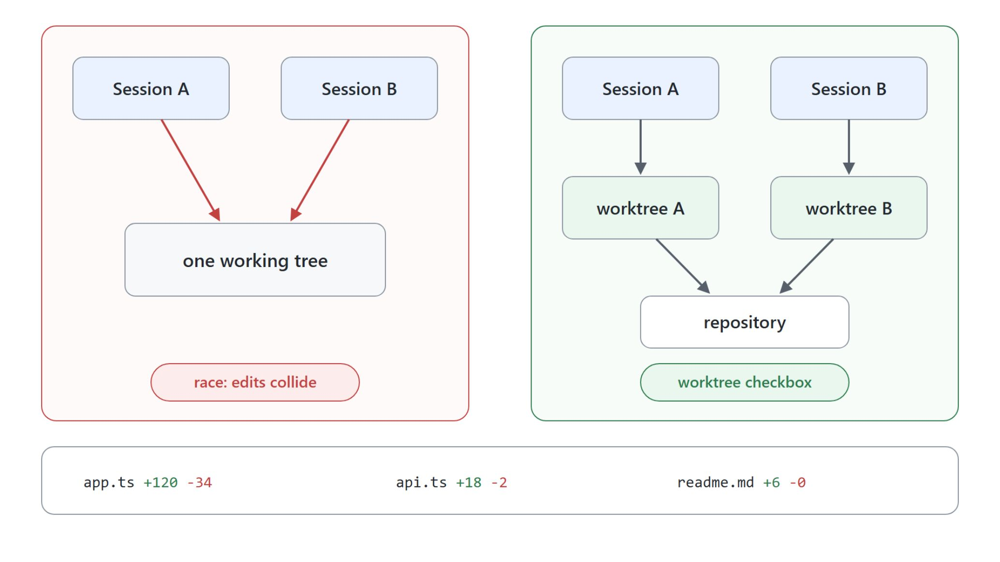 Session A
Session B
one working tree
race: edits collide
Session A
Session B
worktree A
worktree B
repository
worktree checkbox
app.ts +120 -34
api.ts +18 -2
readme.md +6 -0